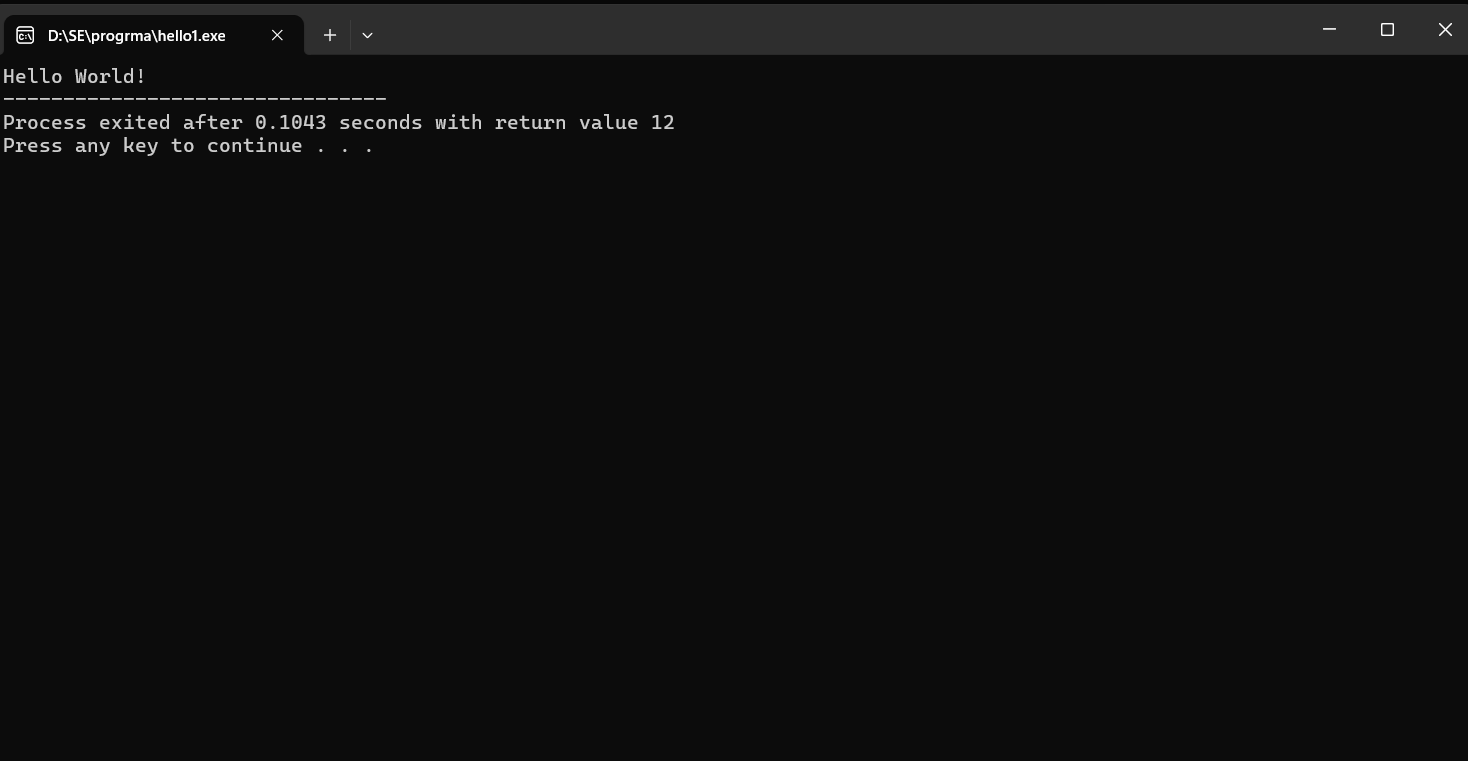 D:\SE\progrma\hello1.exe
Hello World!
--------------------------------
Process exited after 0.1043 seconds with return value 12
Press any key to continue . . .